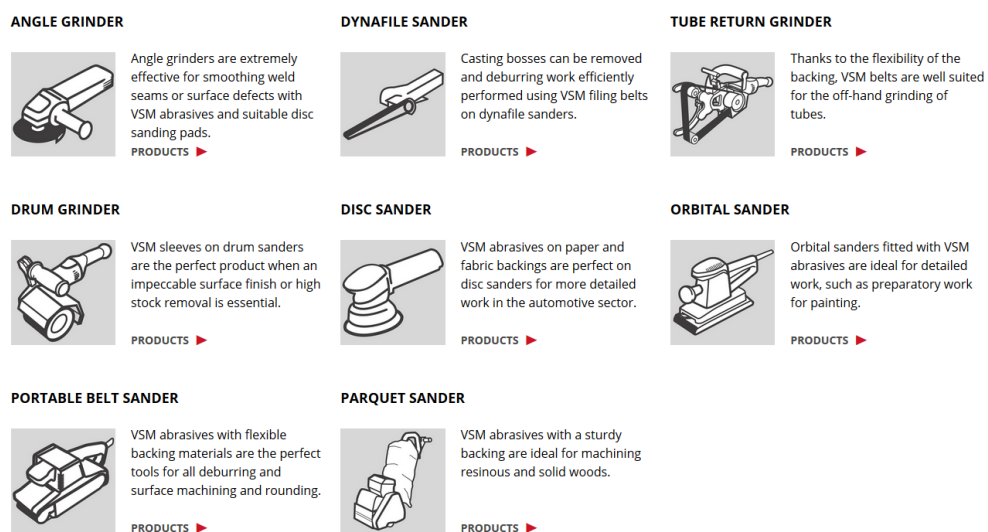 ANGLE GRINDER
Angle grinders are extremely
effective for smoothing weld
seams or surface defects with
VSM abrasives and suitable disc
sanding pads.
PRODUCTS
DYNAFILE SANDER
Casting bosses can be removed
and deburring work efficiently
performed using VSM filing belts
on dynafile sanders.
PRODUCTS
TUBE RETURN GRINDER
Thanks to the flexibility of the
backing, VSM belts are well suited
for the off-hand grinding of
tubes.
PRODUCTS
DRUM GRINDER
VSM sleeves on drum sanders
are the perfect product when an
impeccable surface finish or high
stock removal is essential.
PRODUCTS
DISC SANDER
VSM abrasives on paper and
fabric backings are perfect on
disc sanders for more detailed
work in the automotive sector.
PRODUCTS
ORBITAL SANDER
Orbital sanders fitted with VSM
abrasives are ideal for detailed
work, such as preparatory work
for painting.
PRODUCTS
PORTABLE BELT SANDER
VSM abrasives with flexible
backing materials are the perfect
tools for all deburring and
surface machining and rounding.
PRODUCTS
PARQUET SANDER
VSM abrasives with a sturdy
backing are ideal for machining
resinous and solid woods.
PRODUCTS